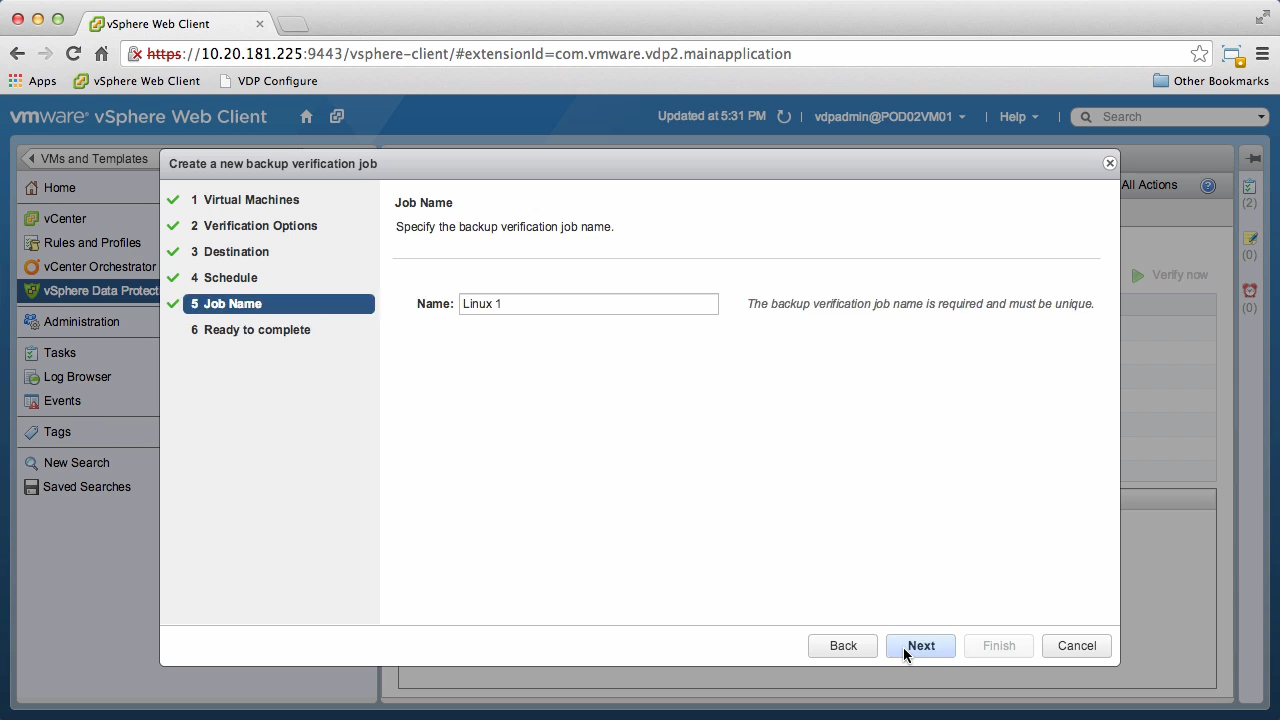 vSphere Web Client
https://10.20.181.225:9443/vsphere-client/#extensionId=com.vmware.vdp2.mainapplication
Apps vSphere Web Client VDP Configure Other Bookmarks
vmware® vSphere Web Client Updated at 5:31 PM vdpadmin@POD02VM01 Help Search
VMs and Templates
Home
vCenter
Rules and Profiles
vCenter Orchestrator
vSphere Data Protect
Administration
Tasks
Log Browser
Events
Tags
New Search
Saved Searches
Create a new backup verification job
1 Virtual Machines
2 Verification Options
3 Destination
4 Schedule
5 Job Name
6 Ready to complete
Job Name
Specify the backup verification job name.
Name: Linux 1 The backup verification job name is required and must be unique.
Back Next Finish Cancel
All Actions
Verify now
(2)
(0)
(0)